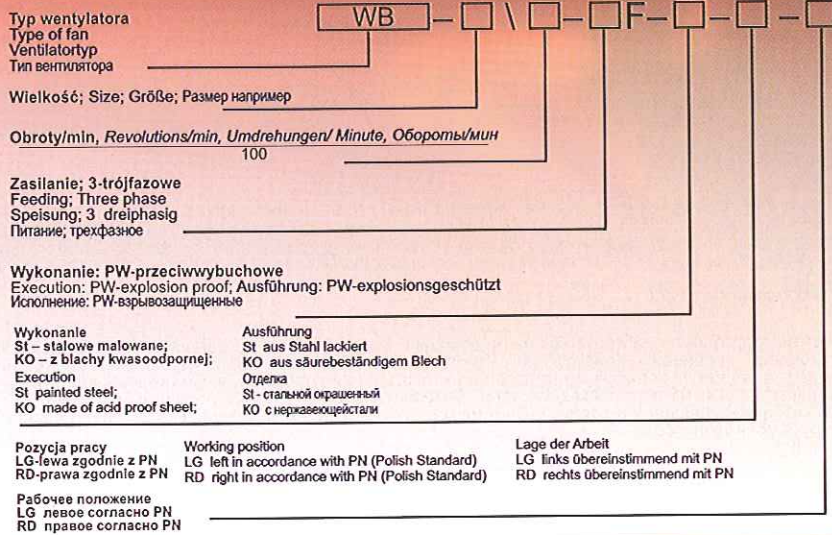 Typ wentylatora
Type of fan
Ventilatortyp
Тип вентилятора
WB – □ \ □ – □F– □ – □ – □
Wielkość; Size; Größe; Размер например
Obroty/min, Revolutions/min, Umdrehungen/ Minute, Обороты/мин
100
Zasilanie; 3-trójfazowe
Feeding; Three phase
Speisung; 3 dreiphasig
Питание; трехфазное
Wykonanie: PW-przeciwwybuchowe
Execution: PW-explosion proof; Ausführung: PW-explosionsgeschützt
Исполнение: PW-взрывозащищенные
Wykonanie
St – stalowe malowane;
KO – z blachy kwasoodpornej;
Execution
St painted steel;
KO made of acid proof sheet;
Ausführung
St aus Stahl lackiert
KO aus säurebeständigem Blech
Отделка
St - стальной окрашенный
KO с нержавеющейстали
Pozycja pracy
LG-lewa zgodnie z PN
RD-prawa zgodnie z PN
Working position
LG left in accordance with PN (Polish Standard)
RD right in accordance with PN (Polish Standard)
Lage der Arbeit
LG links übereinstimmend mit PN
RD rechts übereinstimmend mit PN
Рабочее положение
LG левое согласно PN
RD правое согласно PN